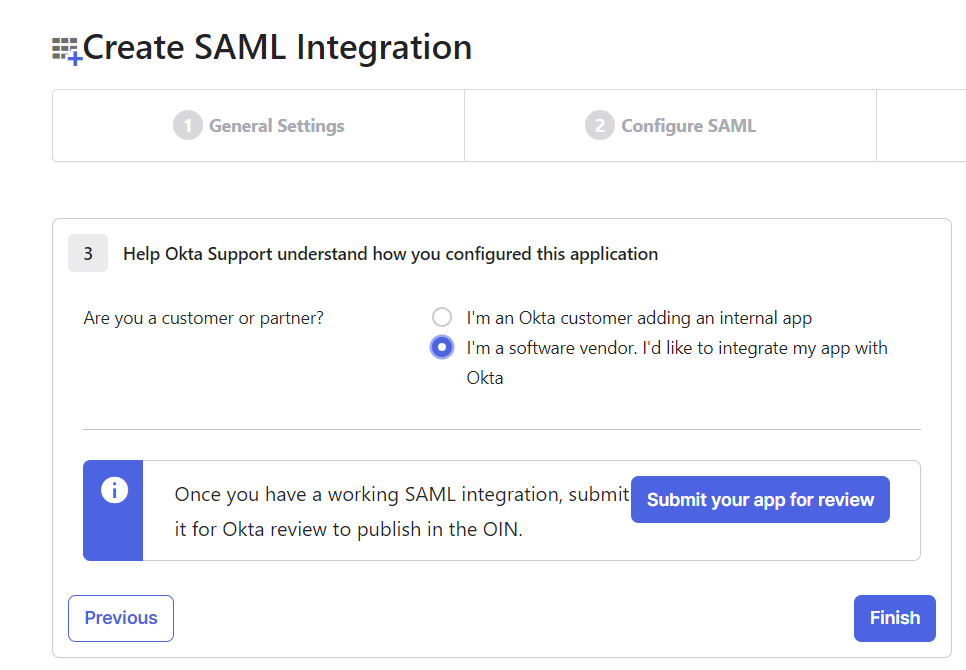 Create SAML Integration
1 General Settings
2 Configure SAML
3 Help Okta Support understand how you configured this application
Are you a customer or partner?
I'm an Okta customer adding an internal app
I'm a software vendor. I'd like to integrate my app with
Okta
Once you have a working SAML integration, submit
it for Okta review to publish in the OIN.
Submit your app for review
Previous
Finish